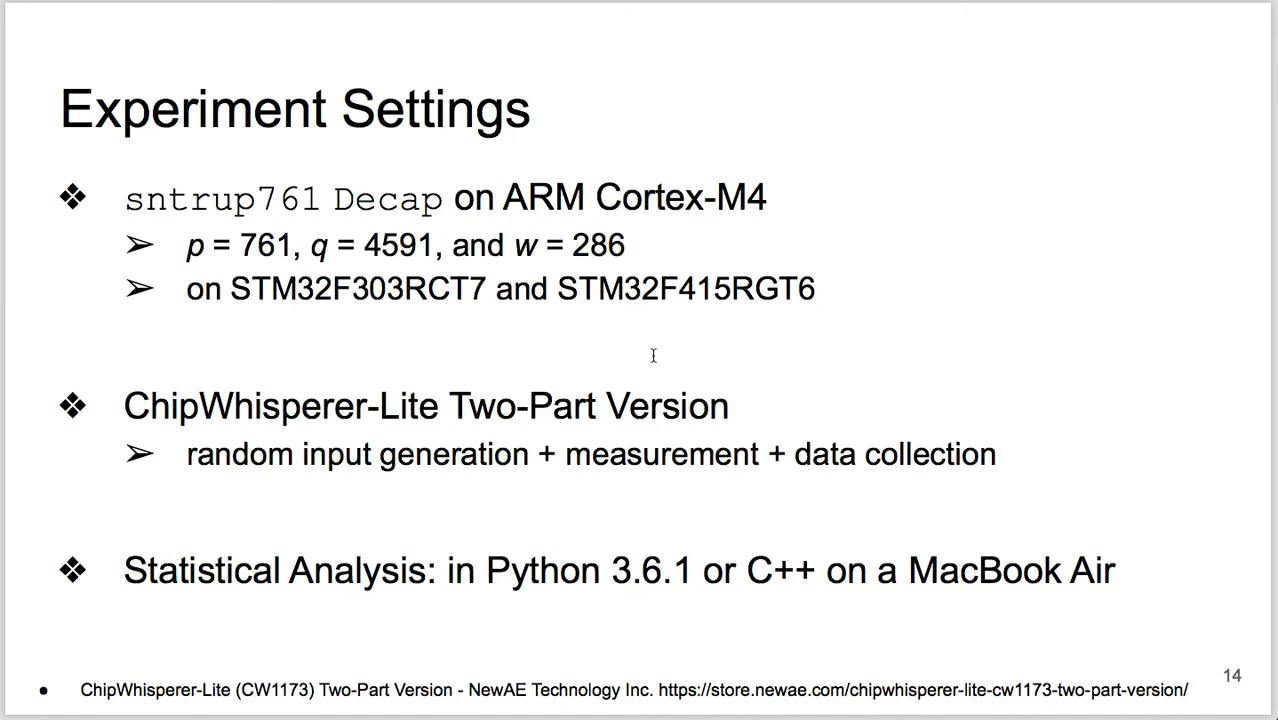 Experiment Settings
❖ sntrup761 Decap on ARM Cortex-M4
➢ p = 761, q = 4591, and w = 286
➢ on STM32F303RCT7 and STM32F415RGT6
❖ ChipWhisperer-Lite Two-Part Version
➢ random input generation + measurement + data collection
❖ Statistical Analysis: in Python 3.6.1 or C++ on a MacBook Air
● ChipWhisperer-Lite (CW1173) Two-Part Version - NewAE Technology Inc. https://store.newae.com/chipwhisperer-lite-cw1173-two-part-version/
14